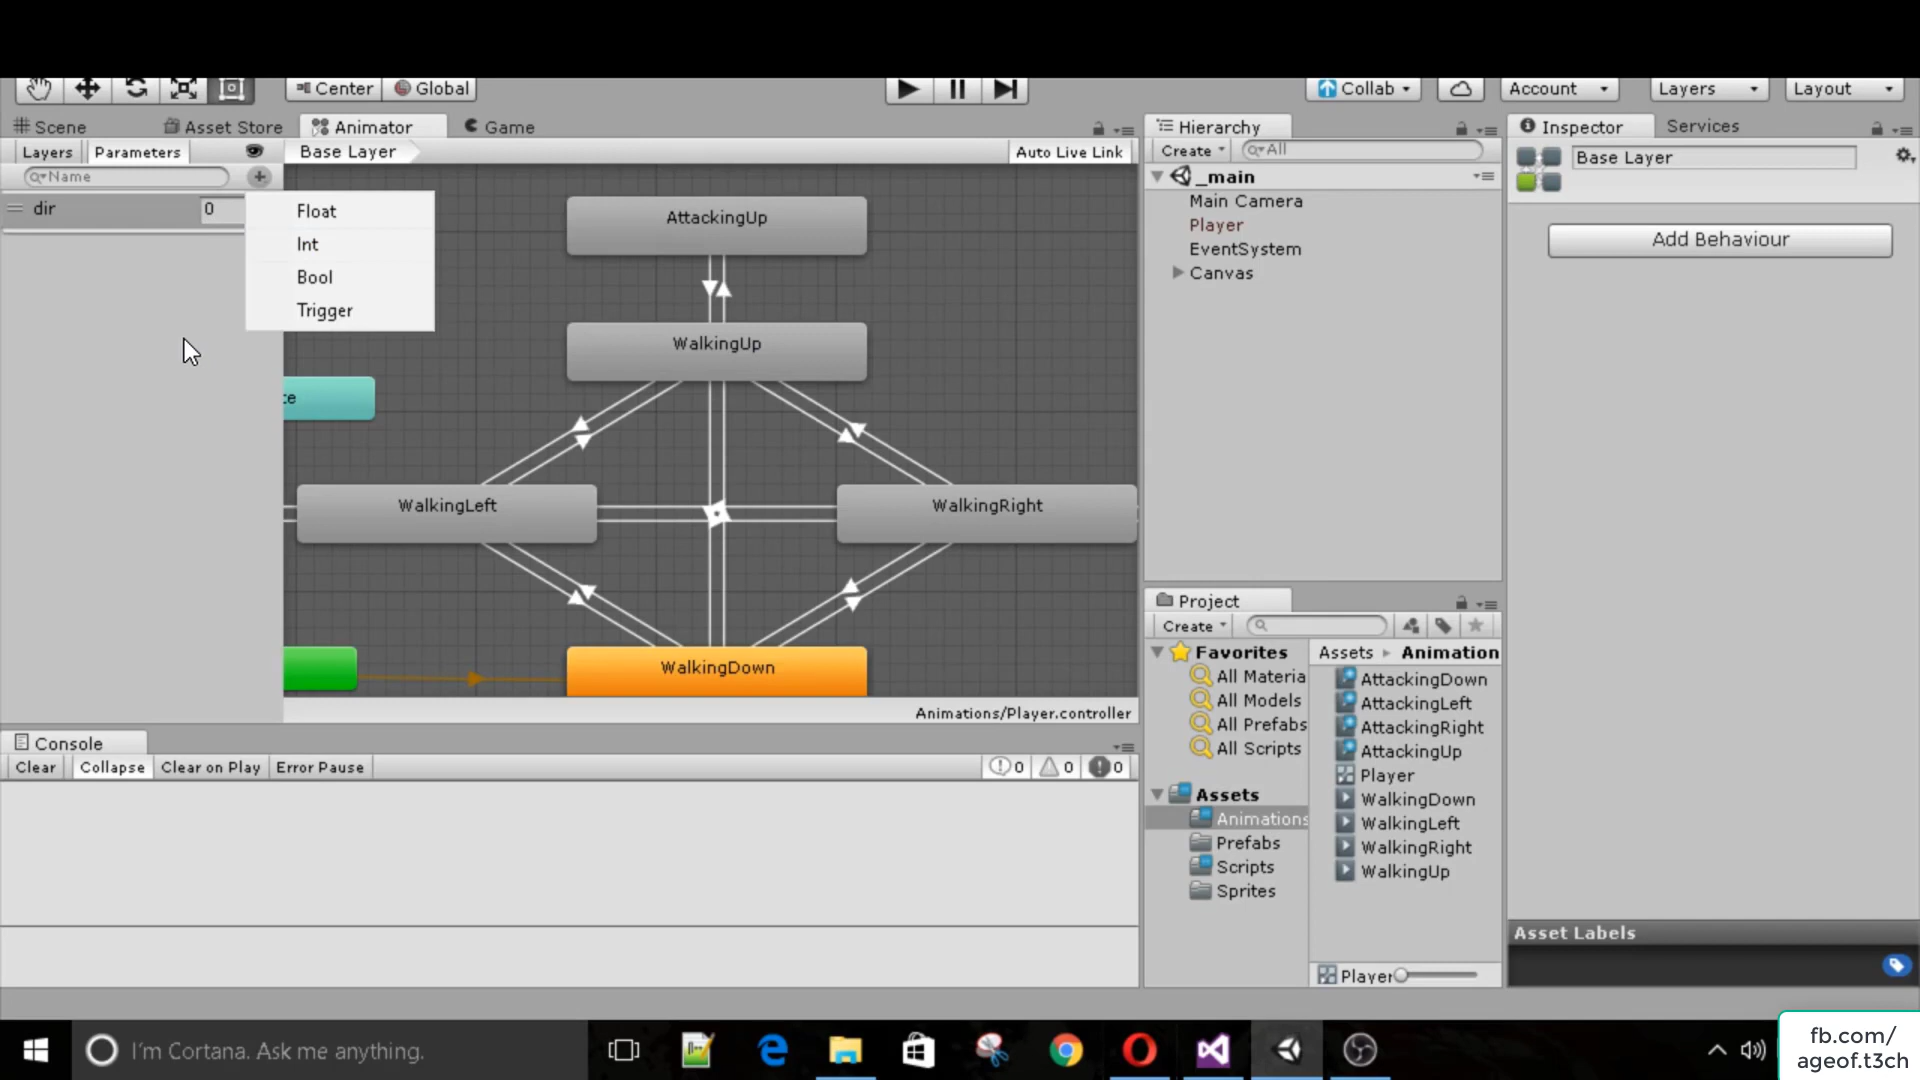 Center
Global
Collab
Account
Layers
Layout
Scene
Asset Store
Animator
Game
Layers
Parameters
Base Layer
Auto Live Link
Name
dir
0
Float
Int
Bool
Trigger
AttackingUp
WalkingUp
te
WalkingLeft
WalkingRight
WalkingDown
Animations/Player.controller
Hierarchy
Create
All
_main
Main Camera
Player
EventSystem
Canvas
Inspector
Services
Base Layer
Add Behaviour
Project
Create
Favorites
All Materia
All Models
All Prefabs
All Scripts
Assets
Animations
Prefabs
Scripts
Sprites
Assets
Animation
AttackingDown
AttackingLeft
AttackingRight
AttackingUp
Player
WalkingDown
WalkingLeft
WalkingRight
WalkingUp
Player
Asset Labels
Console
Clear
Collapse
Clear on Play
Error Pause
0
0
0
I'm Cortana. Ask me anything.
fb.com/
ageof.t3ch